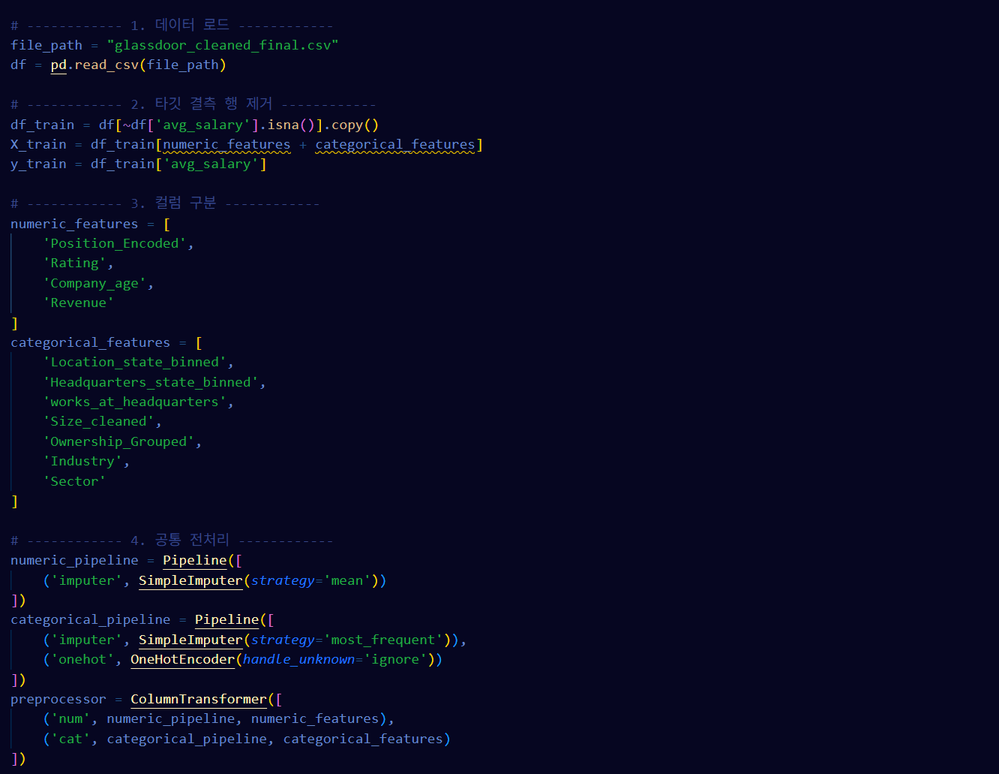 # ------------ 1. 데이터 로드 ------------
file_path = "glassdoor_cleaned_final.csv"
df = pd.read_csv(file_path)
# ------------ 2. 타깃 결측 행 제거 ------------
df_train = df[~df['avg_salary'].isna()].copy()
X_train = df_train[numeric_features + categorical_features]
y_train = df_train['avg_salary']
# ------------ 3. 컬럼 구분 ------------
numeric_features = [
    'Position_Encoded',
    'Rating',
    'Company_age',
    'Revenue'
]
categorical_features = [
    'Location_state_binned',
    'Headquarters_state_binned',
    'works_at_headquarters',
    'Size_cleaned',
    'Ownership_Grouped',
    'Industry',
    'Sector'
]
# ------------ 4. 공통 전처리 ------------
numeric_pipeline = Pipeline([
    ('imputer', SimpleImputer(strategy='mean'))
])
categorical_pipeline = Pipeline([
    ('imputer', SimpleImputer(strategy='most_frequent')),
    ('onehot', OneHotEncoder(handle_unknown='ignore'))
])
preprocessor = ColumnTransformer([
    ('num', numeric_pipeline, numeric_features),
    ('cat', categorical_pipeline, categorical_features)
])